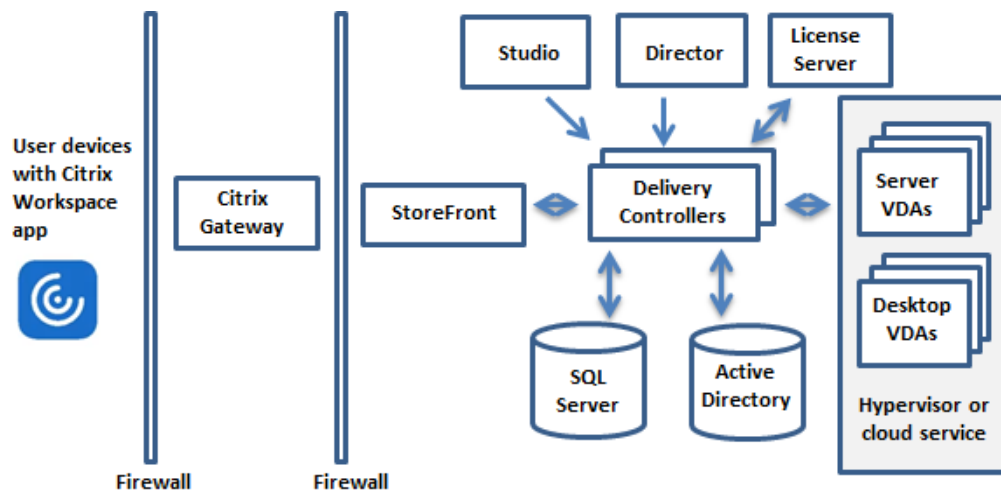 User devices
with Citrix
Workspace
app
Citrix
Gateway
StoreFront
Studio
Director
License
Server
Delivery
Controllers
SQL
Server
Active
Directory
Server
VDAs
Desktop
VDAs
Hypervisor or
cloud service
Firewall
Firewall